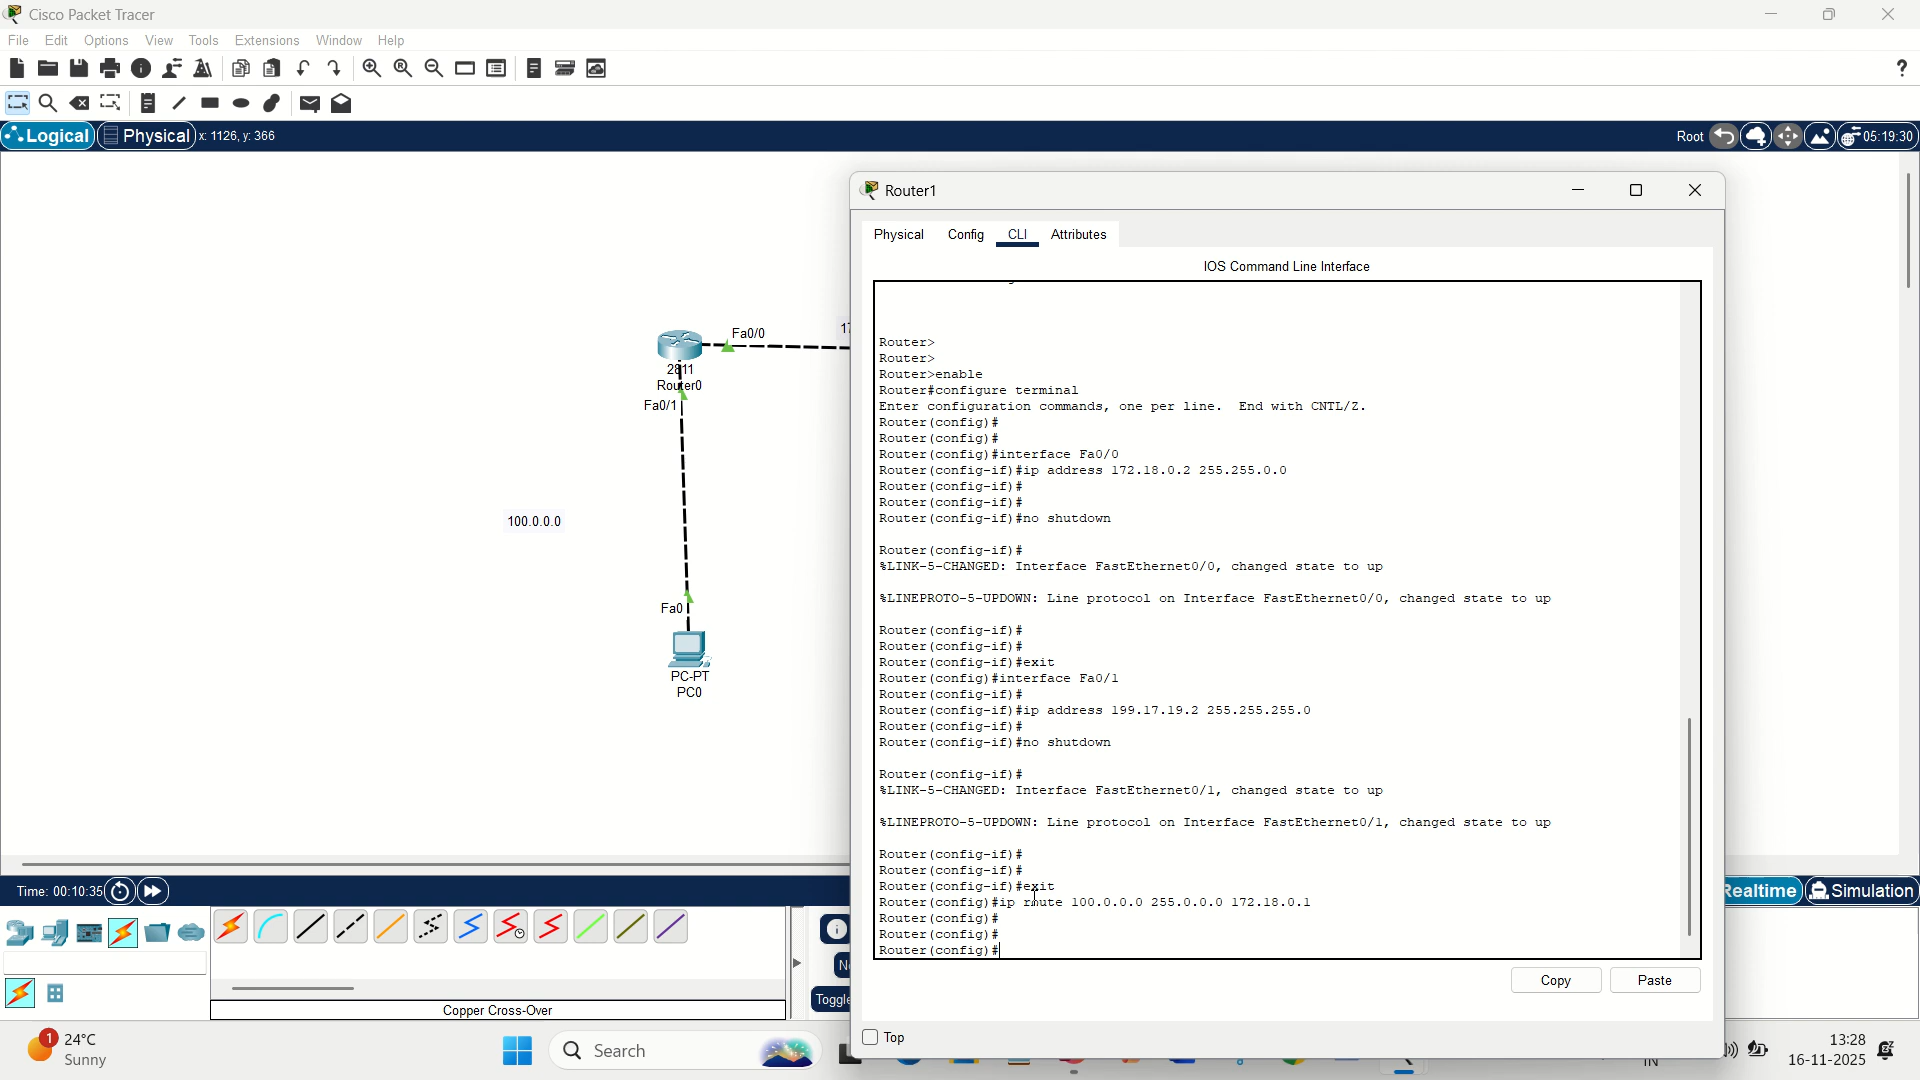 Cisco Packet Tracer
File Edit Options View Tools Extensions Window Help
Logical Physical x: 1126, y: 366 Root 05:19:30
Router1
Physical Config CLI Attributes
IOS Command Line Interface
Router>
Router>
Router>enable
Router#configure terminal
Enter configuration commands, one per line. End with CNTL/Z.
Router(config)#
Router(config)#
Router(config)#interface Fa0/0
Router(config-if)#ip address 172.18.0.2 255.255.0.0
Router(config-if)#
Router(config-if)#
Router(config-if)#no shutdown
Router(config-if)#
%LINK-5-CHANGED: Interface FastEthernet0/0, changed state to up
%LINEPROTO-5-UPDOWN: Line protocol on Interface FastEthernet0/0, changed state to up
Router(config-if)#
Router(config-if)#
Router(config-if)#exit
Router(config)#interface Fa0/1
Router(config-if)#
Router(config-if)#ip address 199.17.19.2 255.255.255.0
Router(config-if)#
Router(config-if)#no shutdown
Router(config-if)#
%LINK-5-CHANGED: Interface FastEthernet0/1, changed state to up
%LINEPROTO-5-UPDOWN: Line protocol on Interface FastEthernet0/1, changed state to up
Router(config-if)#
Router(config-if)#
Router(config-if)#exit
Router(config)#ip route 100.0.0.0 255.0.0.0 172.18.0.1
Router(config)#
Router(config)#
Router(config)#
Copy Paste
Top
Fa0/0
17
2811
Router0
Fa0/1
100.0.0.0
Fa0
PC-PT
PC0
Time: 00:10:35
Realtime Simulation
Toggle
Copper Cross-Over
1
24°C
Sunny
Search
IN
13:28
16-11-2025